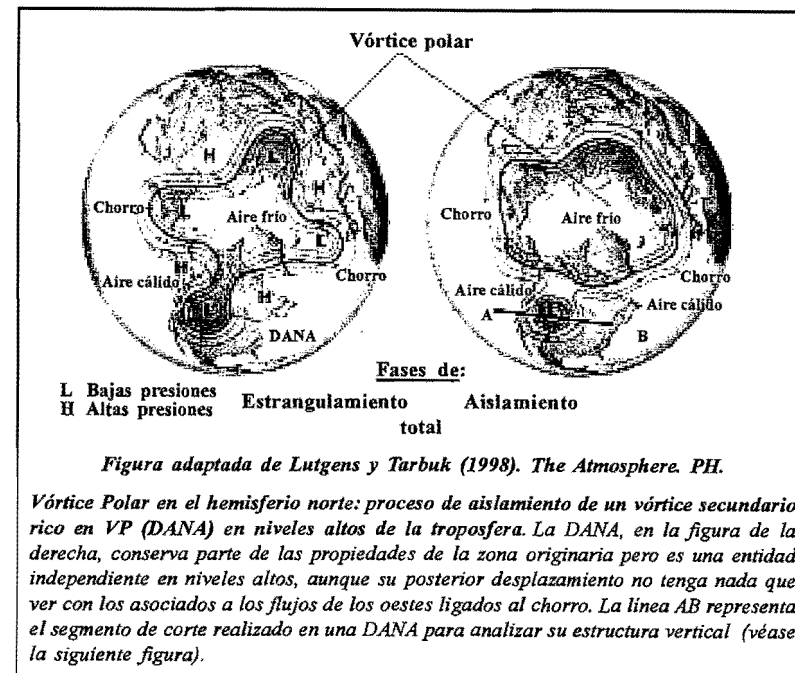 Vórtice polar
H
L
H
Chorro
L
Aire frío
L
Chorro
H
Aire cálido
H
L
DANA
Chorro
Aire frío
Chorro
Aire cálido
Aire cálido
A
L
B
L Bajas presiones
H Altas presiones
Fases de:
Estrangulamiento Aislamiento
total
Figura adaptada de Lutgens y Tarbuk (1998). The Atmosphere. PH.
Vórtice Polar en el hemisferio norte: proceso de aislamiento de un vórtice secundario
rico en VP (DANA) en niveles altos de la troposfera. La DANA, en la figura de la
derecha, conserva parte de las propiedades de la zona originaria pero es una entidad
independiente en niveles altos, aunque su posterior desplazamiento no tenga nada que
ver con los asociados a los flujos de los oestes ligados al chorro. La línea AB representa
el segmento de corte realizado en una DANA para analizar su estructura vertical (véase
la siguiente figura).